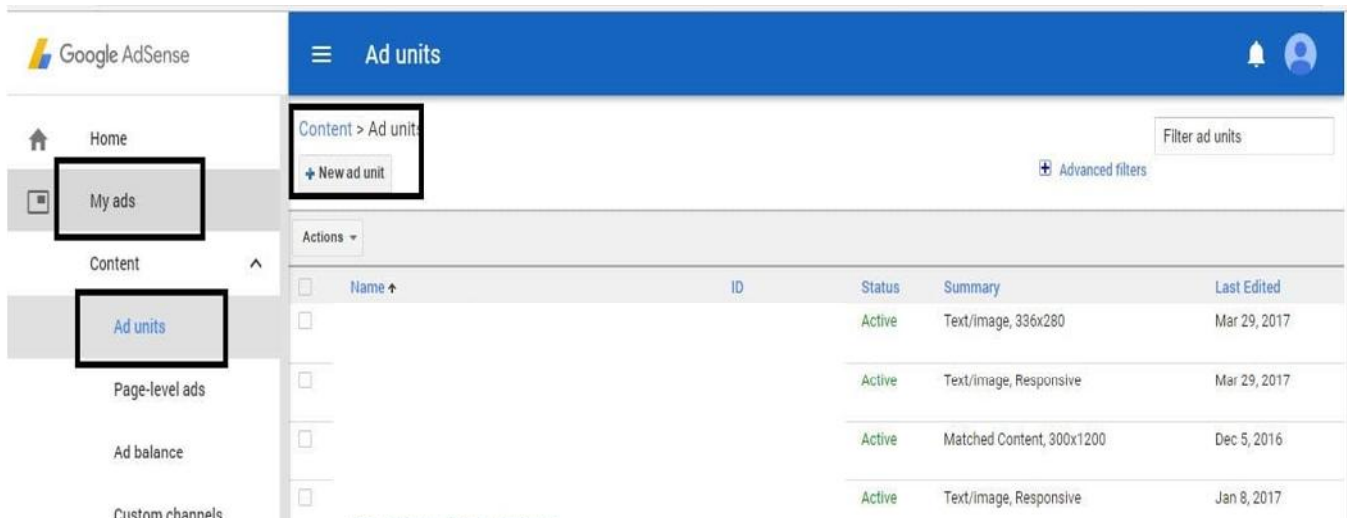 Google AdSense
Ad units
Home
My ads
Content
Ad units
Page-level ads
Ad balance
Custom channels
Content > Ad units
+ New ad unit
Filter ad units
Advanced filters
Actions
Name ID Status Summary Last Edited
Active Text/image, 336x280 Mar 29, 2017
Active Text/image, Responsive Mar 29, 2017
Active Matched Content, 300x1200 Dec 5, 2016
Active Text/image, Responsive Jan 8, 2017